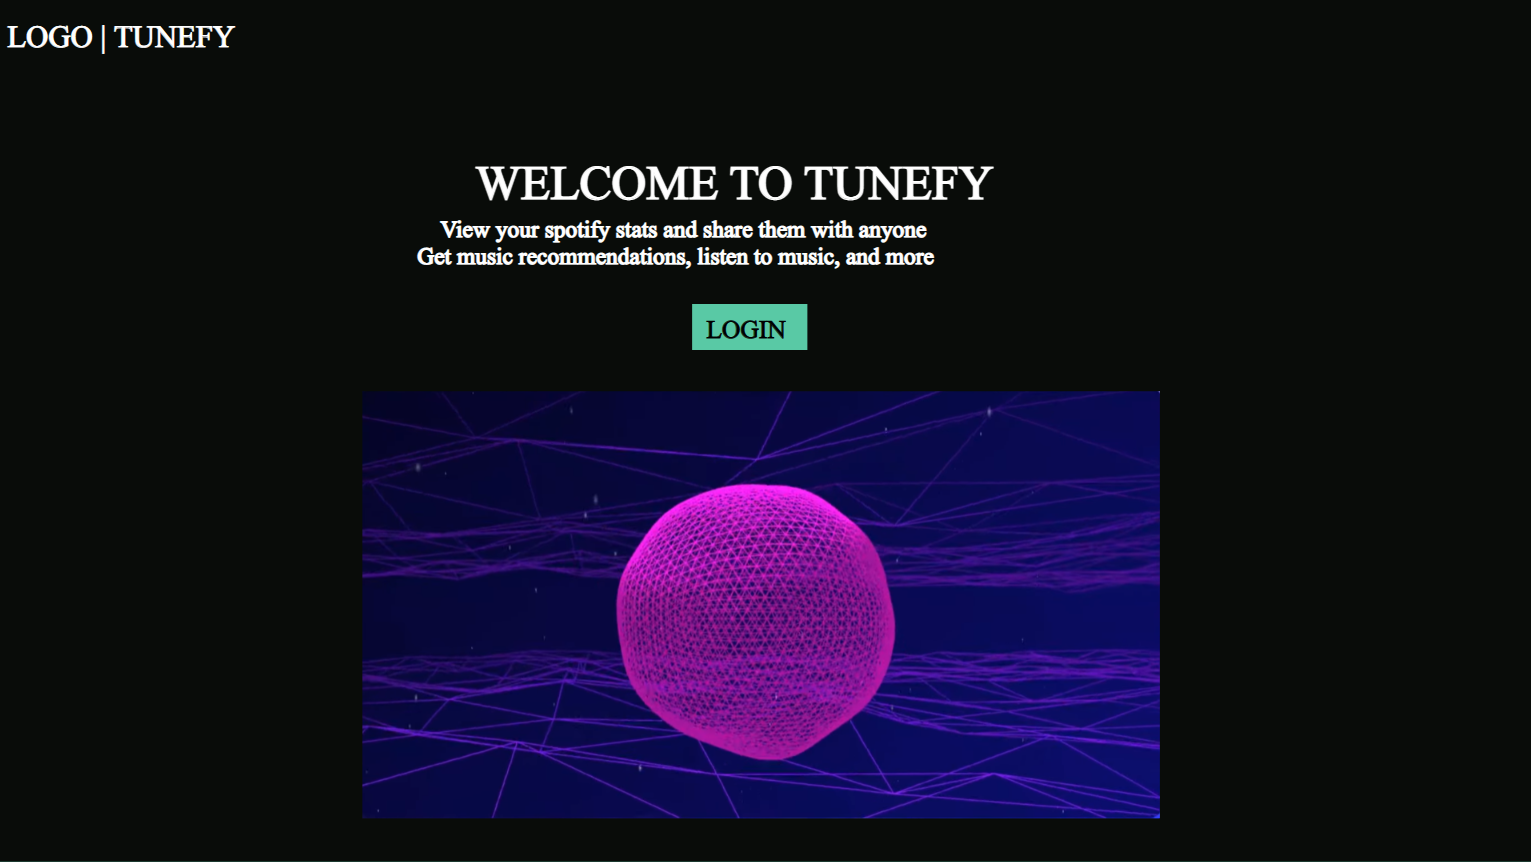 LOGO | TUNEFY
WELCOME TO TUNEFY
View your spotify stats and share them with anyone
Get music recommendations, listen to music, and more
LOGIN